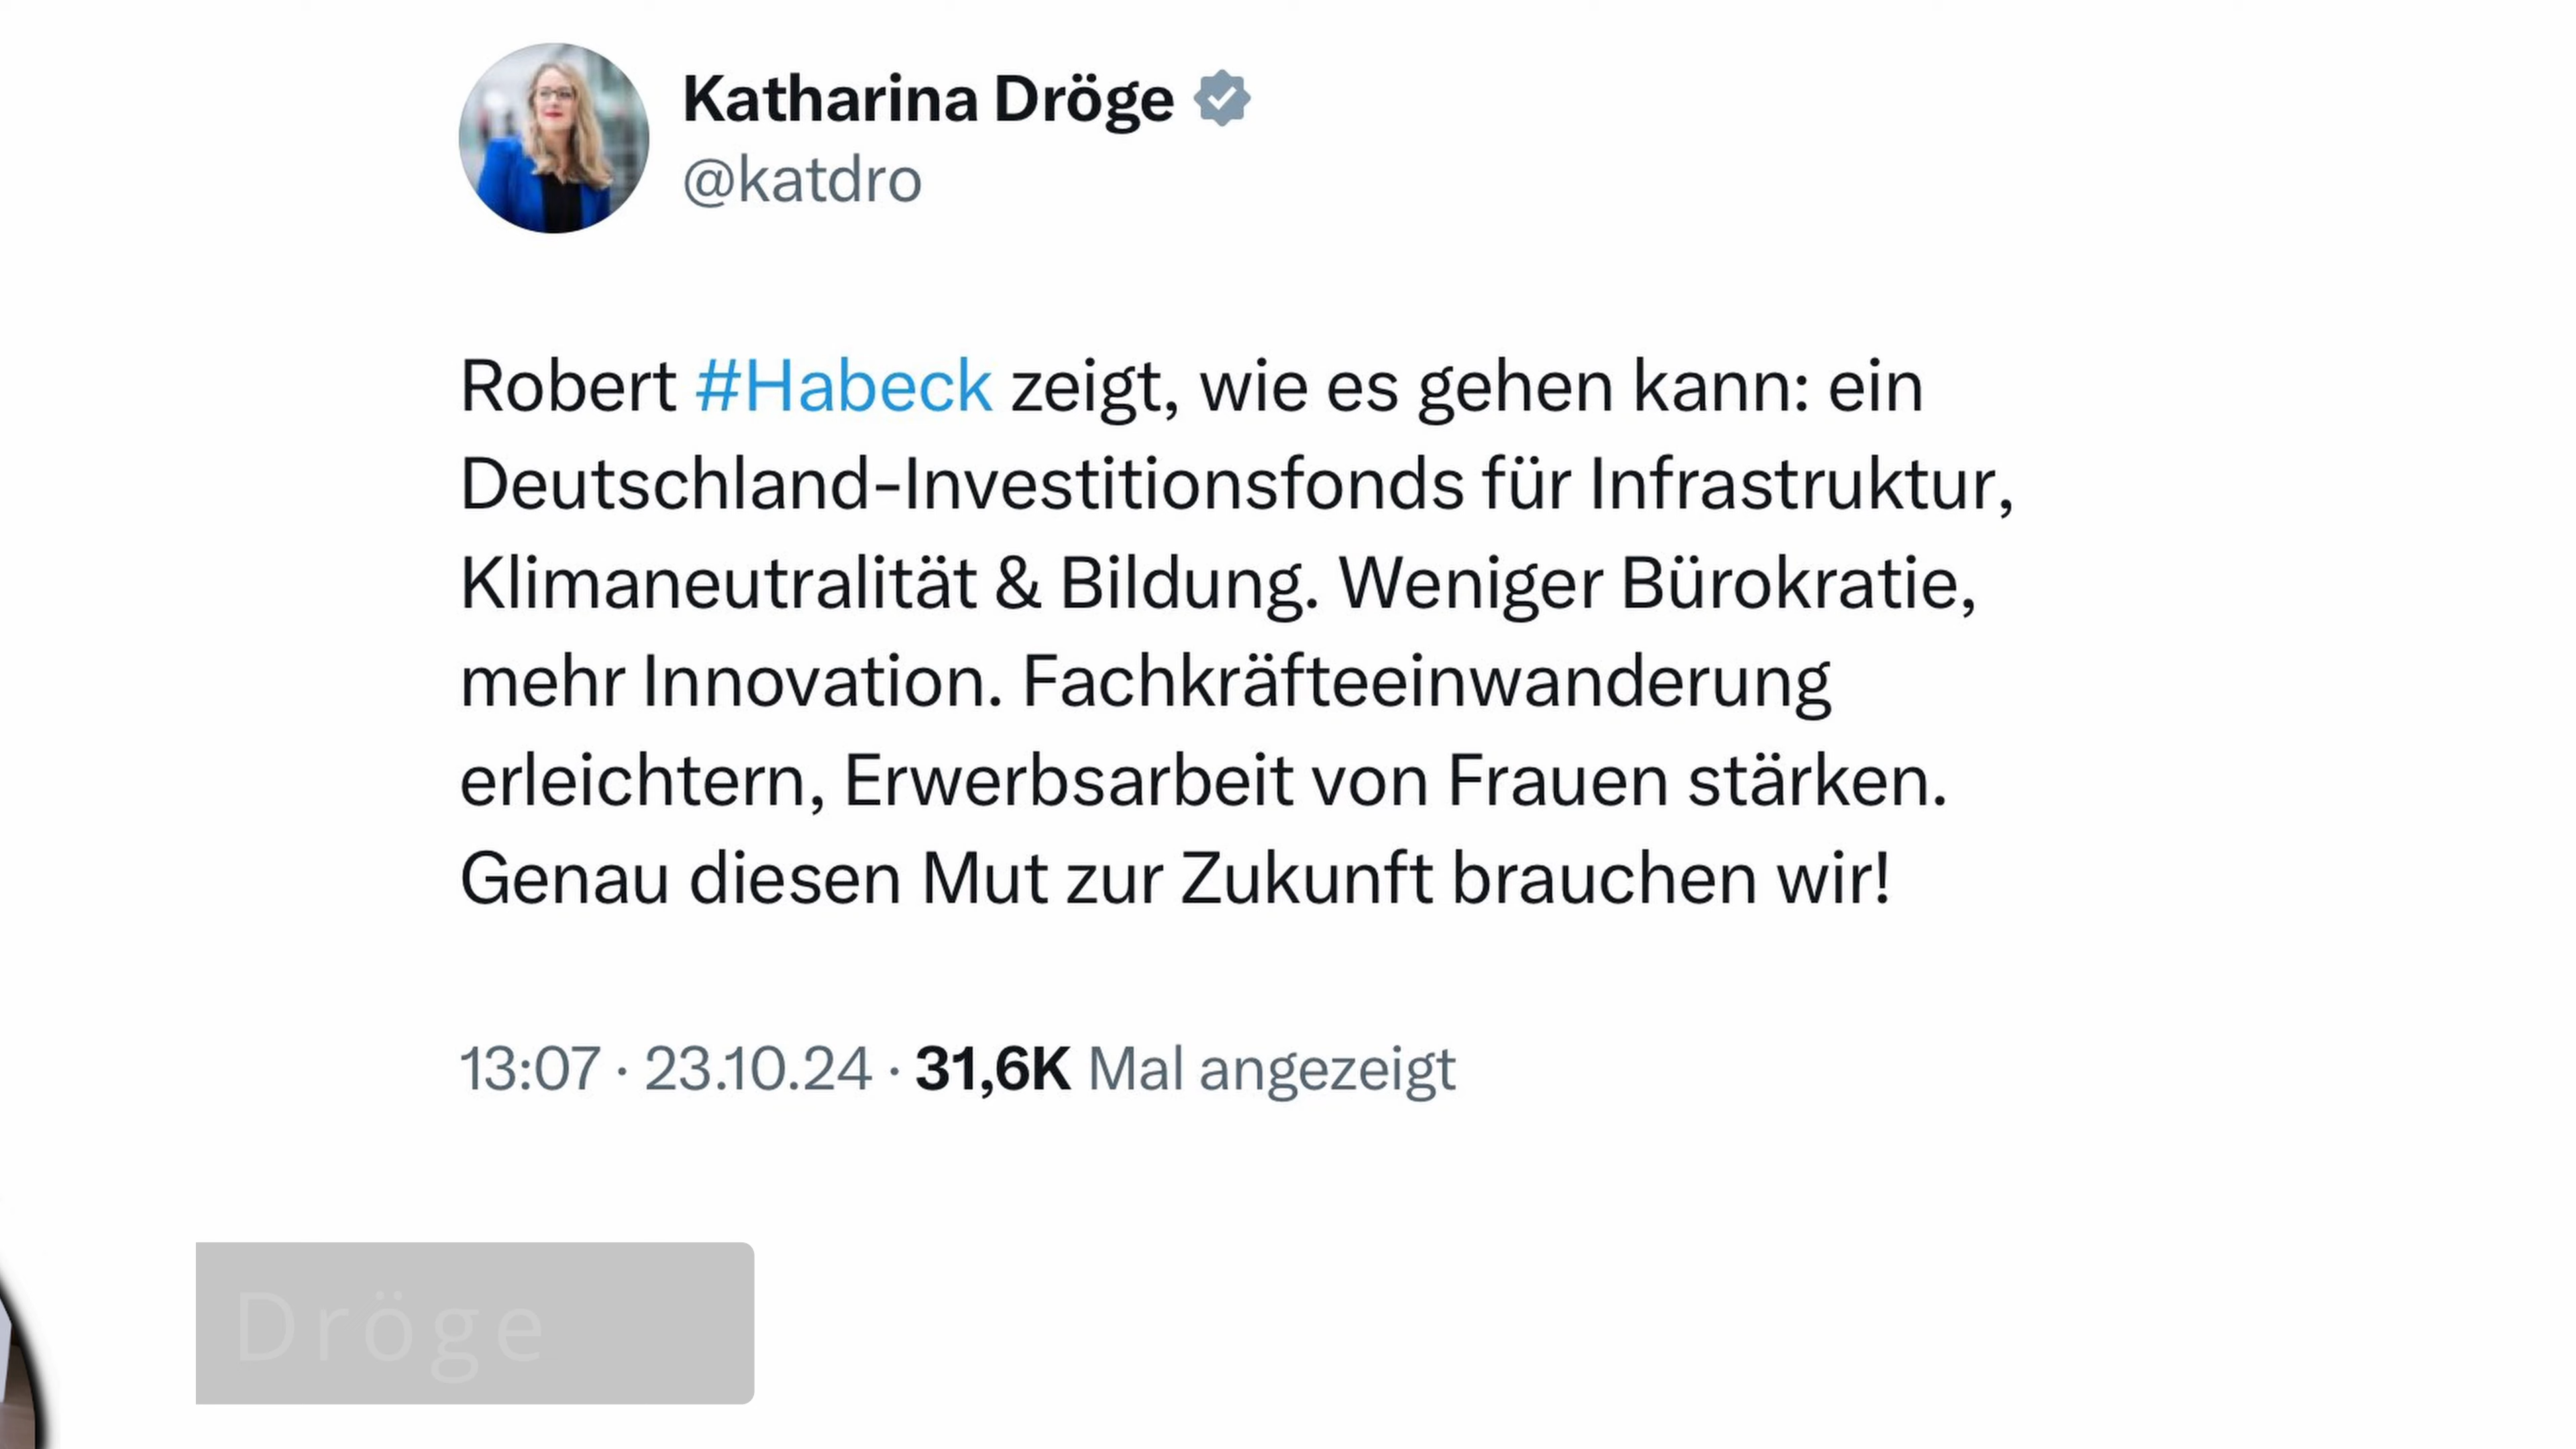 Katharina Dröge
@katdro
Robert #Habeck zeigt, wie es gehen kann: ein
Deutschland-Investitionsfonds für Infrastruktur,
Klimaneutralität & Bildung. Weniger Bürokratie,
mehr Innovation. Fachkräfteeinwanderung
erleichtern, Erwerbsarbeit von Frauen stärken.
Genau diesen Mut zur Zukunft brauchen wir!
13:07 · 23.10.24 · 31,6K Mal angezeigt
Dröge